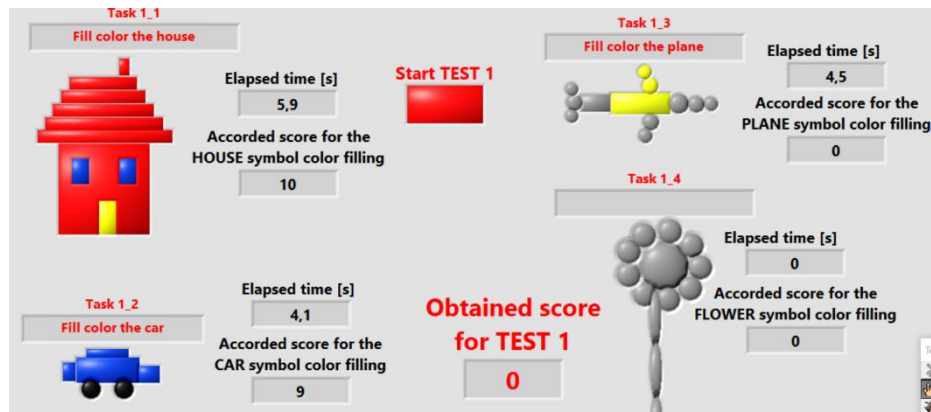 Task 1_1
Fill color the house
Elapsed time [s]
5,9
Accorded score for the
HOUSE symbol color filling
10
Start TEST 1
Task 1_3
Fill color the plane
Elapsed time [s]
4,5
Accorded score for the
PLANE symbol color filling
0
Task 1_2
Fill color the car
Elapsed time [s]
4,1
Accorded score for the
CAR symbol color filling
9
Obtained score
for TEST 1
0
Task 1_4
Elapsed time [s]
0
Accorded score for the
FLOWER symbol color filling
0